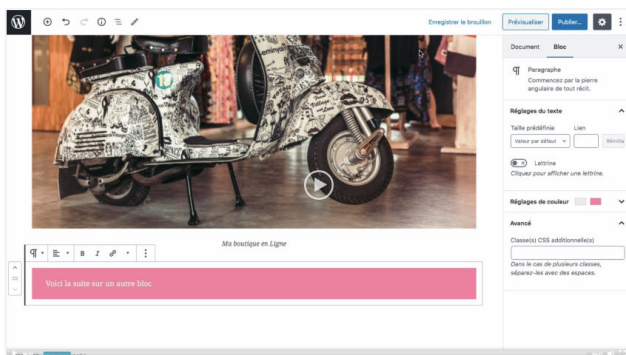 Enregistrer le brouillon
Prévisualiser
Publier...
Document
Bloc
Paragraphe
Commencez par la pierre
angulaire de tout récit.
Réglages du texte
Taille prédéfinie
Lien
Valeur par défaut
Réinitia
Lettrine
Cliquez pour afficher une lettrine.
Réglages de couleur
Avancé
Classe(s) CSS additionnelle(s)
Dans le cas de plusieurs classes,
séparez-les avec des espaces.
Ma boutique en Ligne
B
I
Voici la suite sur un autre bloc